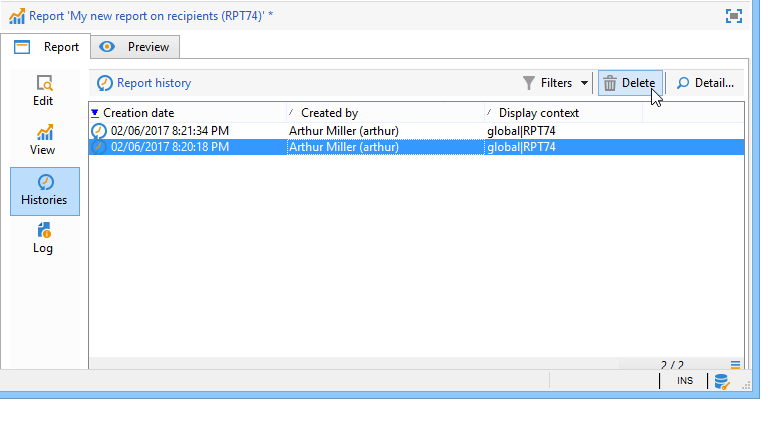 Report 'My new report on recipients (RPT74)' *
Report Preview
Report history Filters Delete Detail...
Edit
View
Histories
Log
Creation date Created by Display context
02/06/2017 8:21:34 PM Arthur Miller (arthur) global|RPT74
02/06/2017 8:20:18 PM Arthur Miller (arthur) global|RPT74
2 / 2
INS